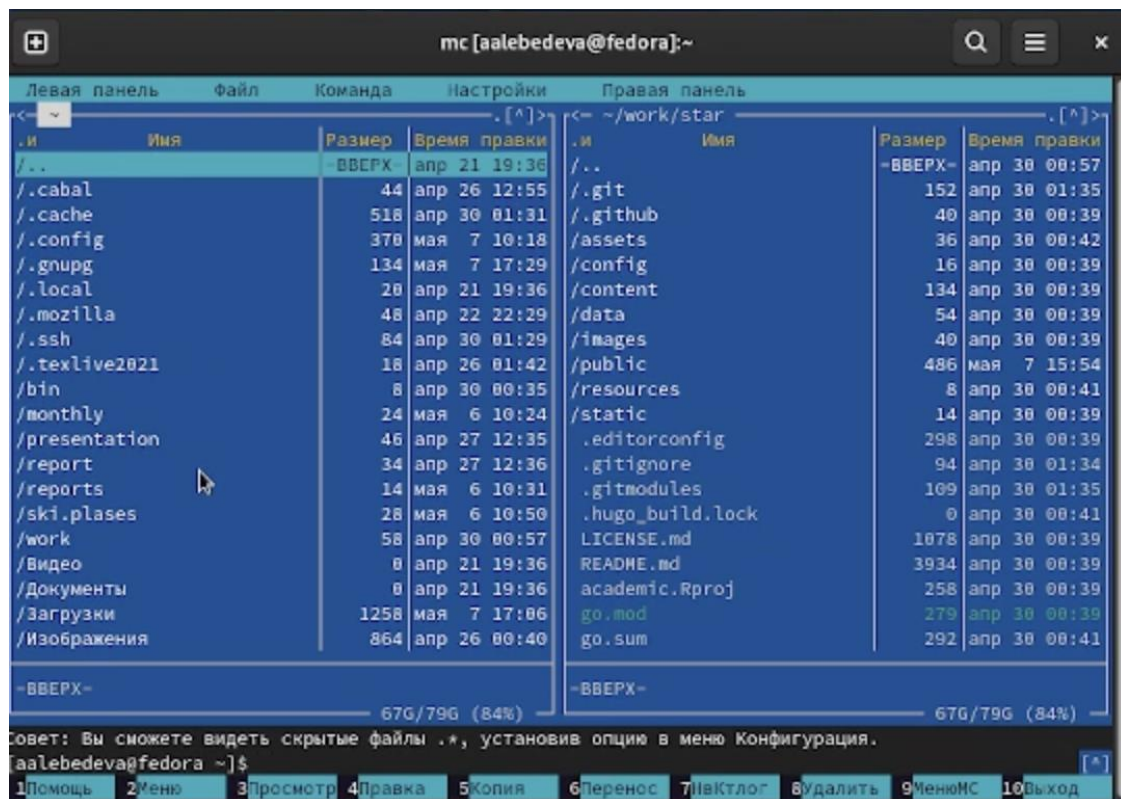 mc [aalebedeva@fedora]:~
Левая панель Файл Команда Настройки Правая панель
<— ~ .[^]> <— ~/work/star .[^]>
.и Имя Размер Время правки .и Имя Размер Время правки
/.. -ВВЕРХ- апр 21 19:36 /.. -ВВЕРХ- апр 30 00:57
/.cabal 44 апр 26 12:55 /.git 152 апр 30 01:35
/.cache 518 апр 30 01:31 /.github 40 апр 30 00:39
/.config 370 мая 7 10:18 /assets 36 апр 30 00:42
/.gnupg 134 мая 7 17:29 /config 16 апр 30 00:39
/.local 20 апр 21 19:36 /content 134 апр 30 00:39
/.mozilla 48 апр 22 22:29 /data 54 апр 30 00:39
/.ssh 84 апр 30 01:29 /images 40 апр 30 00:39
/.texlive2021 18 апр 26 01:42 /public 486 мая 7 15:54
/bin 8 апр 30 00:35 /resources 8 апр 30 00:41
/monthly 24 мая 6 10:24 /static 14 апр 30 00:39
/presentation 46 апр 27 12:35 .editorconfig 298 апр 30 00:39
/report 34 апр 27 12:36 .gitignore 94 апр 30 01:34
/reports 14 мая 6 10:31 .gitmodules 109 апр 30 01:35
/ski.plases 28 мая 6 10:50 .hugo_build.lock 0 апр 30 00:41
/work 58 апр 30 00:57 LICENSE.md 1078 апр 30 00:39
/Видео 0 апр 21 19:36 README.md 3934 апр 30 00:39
/Документы 0 апр 21 19:36 academic.Rproj 258 апр 30 00:39
/Загрузки 1258 мая 7 17:06 go.mod 279 апр 30 00:39
/Изображения 864 апр 26 00:40 go.sum 292 апр 30 00:41
-ВВЕРХ- -ВВЕРХ-
67G/79G (84%) 67G/79G (84%)
Совет: Вы сможете видеть скрытые файлы .*, установив опцию в меню Конфигурация.
[aalebedeva@fedora ~]$ [^]
1Помощь 2Меню 3Просмотр 4Правка 5Копия 6Перенос 7НвКтлог 8Удалить 9МенюМС 10Выход